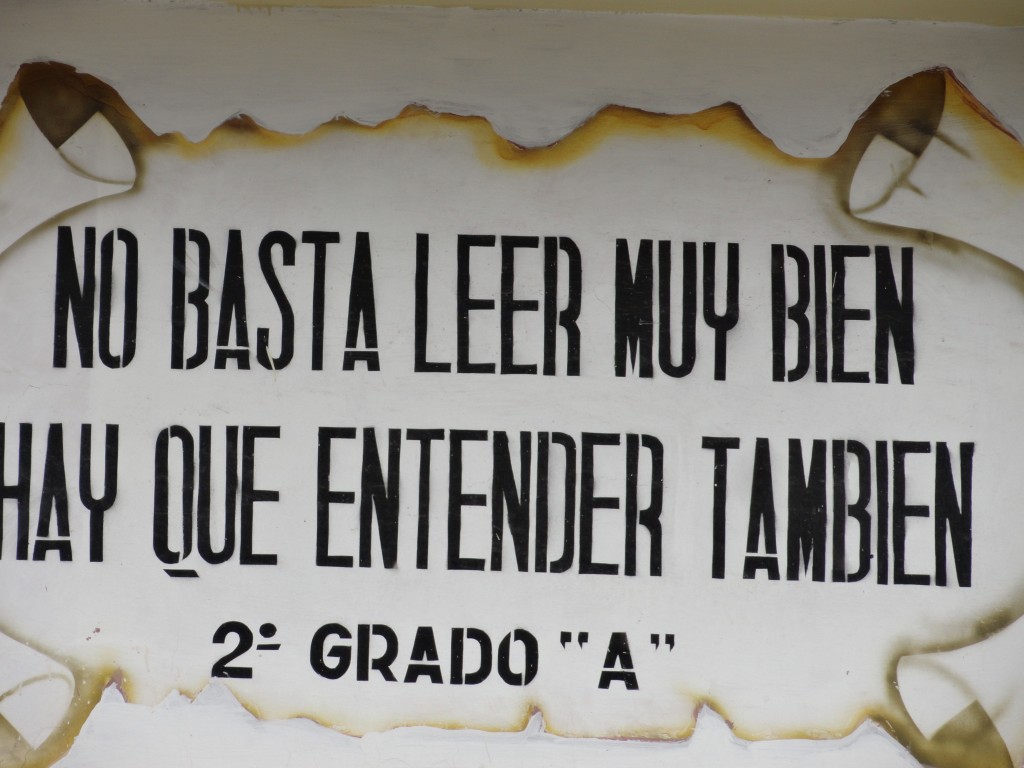 NO BASTA LEER MUY BIEN
HAY QUE ENTENDER TAMBIEN
2º GRADO "A"